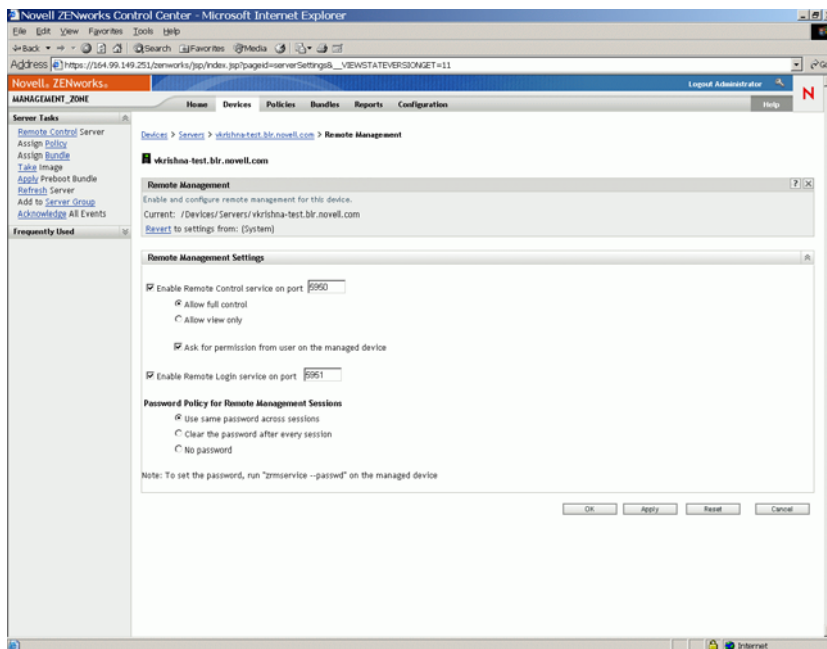 Novell ZENworks Control Center - Microsoft Internet Explorer
File Edit View Favorites Tools Help
Back Search Favorites Media
Address https://164.99.149.251/zenworks/jsp/index.jsp?pageid=serverSettings&__VIEWSTATEVERSIONGET=11
Novell® ZENworks®
Logout Administrator
N
MANAGEMENT_ZONE
Home Devices Policies Bundles Reports Configuration Help
Server Tasks
Remote Control Server
Assign Policy
Assign Bundle
Take Image
Apply Preboot Bundle
Refresh Server
Add to Server Group
Acknowledge All Events
Frequently Used
Devices > Servers > vkrishna-test.blr.novell.com > Remote Management
vkrishna-test.blr.novell.com
Remote Management
Enable and configure remote management for this device.
Current: /Devices/Servers/vkrishna-test.blr.novell.com
Revert to settings from: (System)
Remote Management Settings
Enable Remote Control service on port 5950
Allow full control
Allow view only
Ask for permission from user on the managed device
Enable Remote Login service on port 5951
Password Policy for Remote Management Sessions
Use same password across sessions
Clear the password after every session
No password
Note: To set the password, run "zrmservice --passwd" on the managed device
OK Apply Reset Cancel
Internet